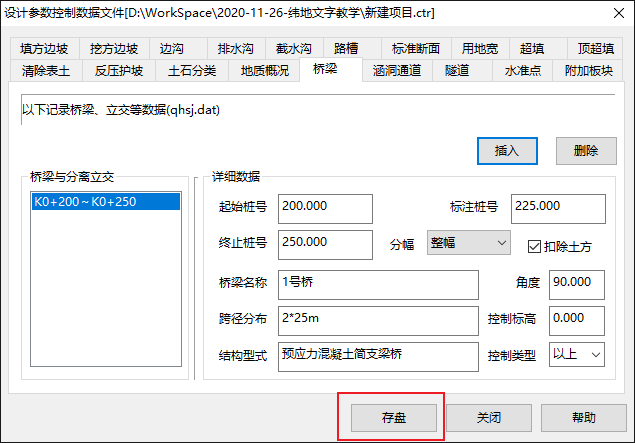 设计参数控制数据文件[D:\WorkSpace\2020-11-26-纬地文字教学\新建项目.ctr]
填方边坡 挖方边坡 边沟 排水沟 截水沟 路槽 标准断面 用地宽 超填 顶超填
清除表土 反压护坡 土石分类 地质概况 桥梁 涵洞通道 隧道 水准点 附加板块
以下记录桥梁、立交等数据(qhsj.dat)
插入 删除
桥梁与分离立交 详细数据
K0+200～K0+250
起始桩号 200.000 标注桩号 225.000
终止桩号 250.000 分幅 整幅 扣除土方
桥梁名称 1号桥 角度 90.000
跨径分布 2*25m 控制标高 0.000
结构型式 预应力混凝土简支梁桥 控制类型 以上
存盘 关闭 帮助